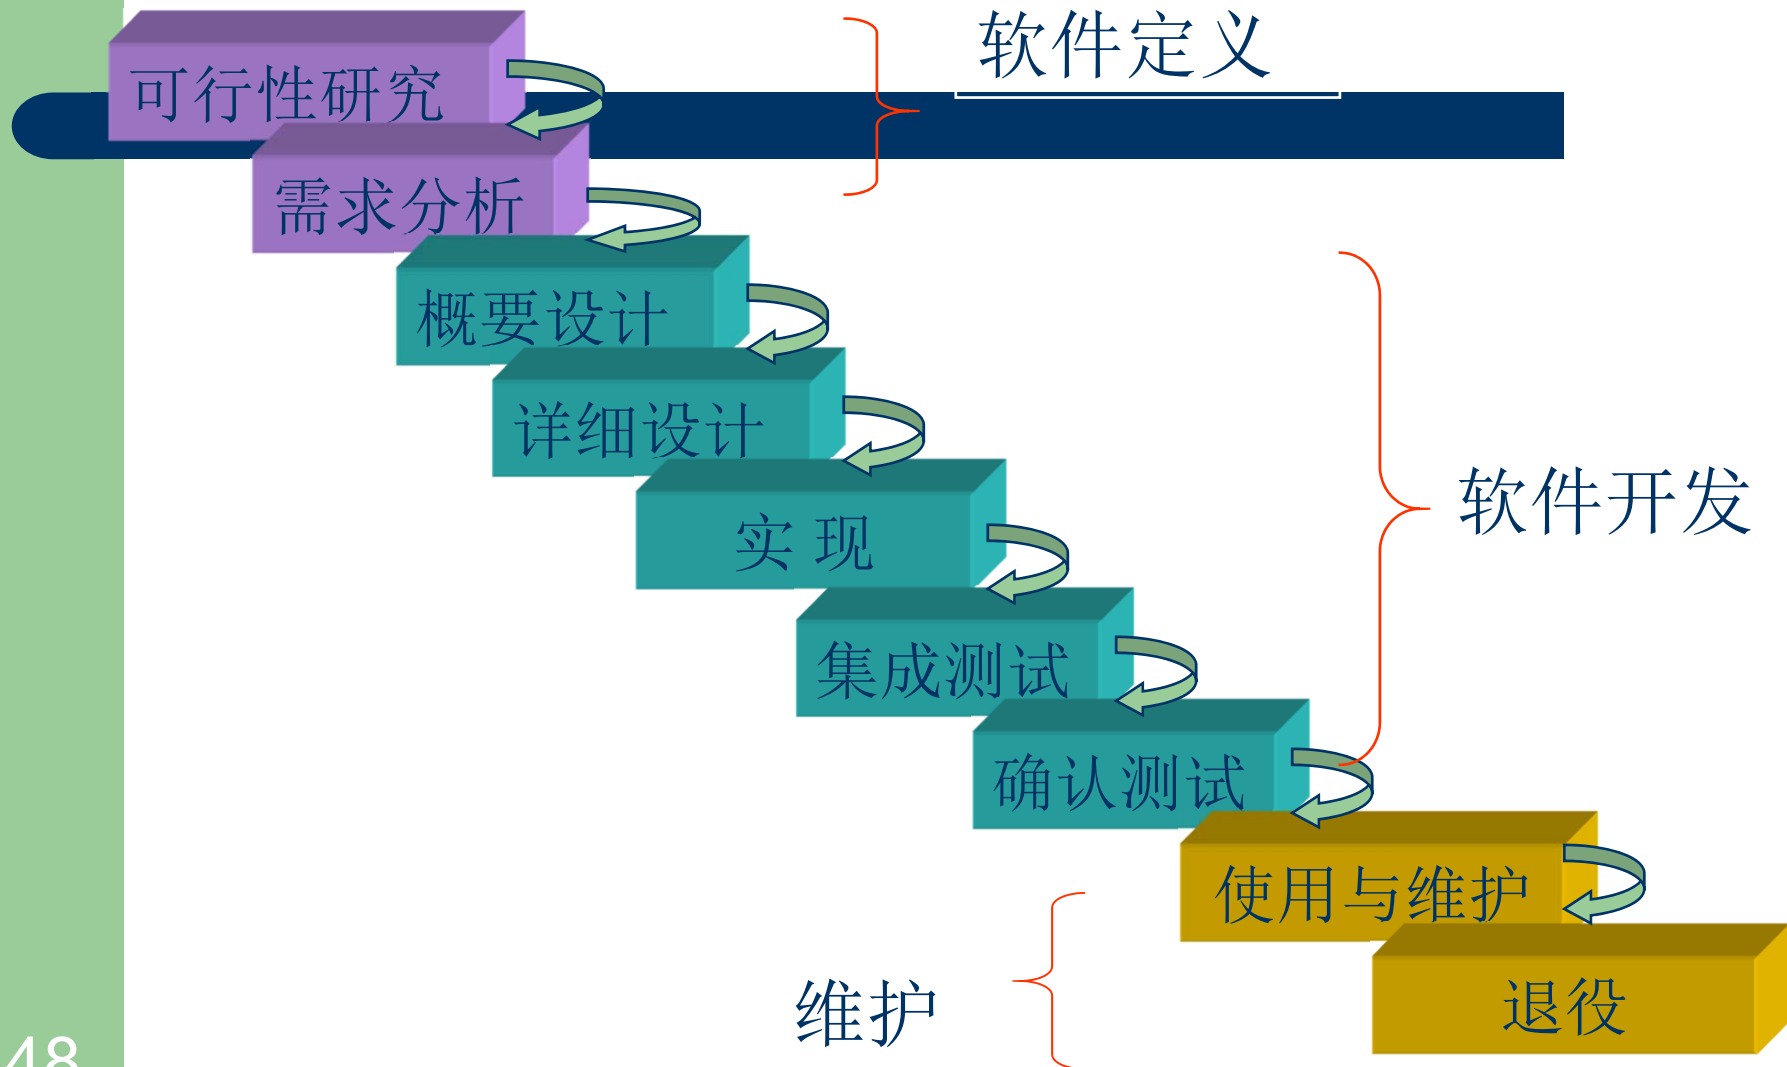 软件定义
可行性研究
需求分析
概要设计
详细设计
软件开发
实 现
集成测试
确认测试
使用与维护
维护
退役
48